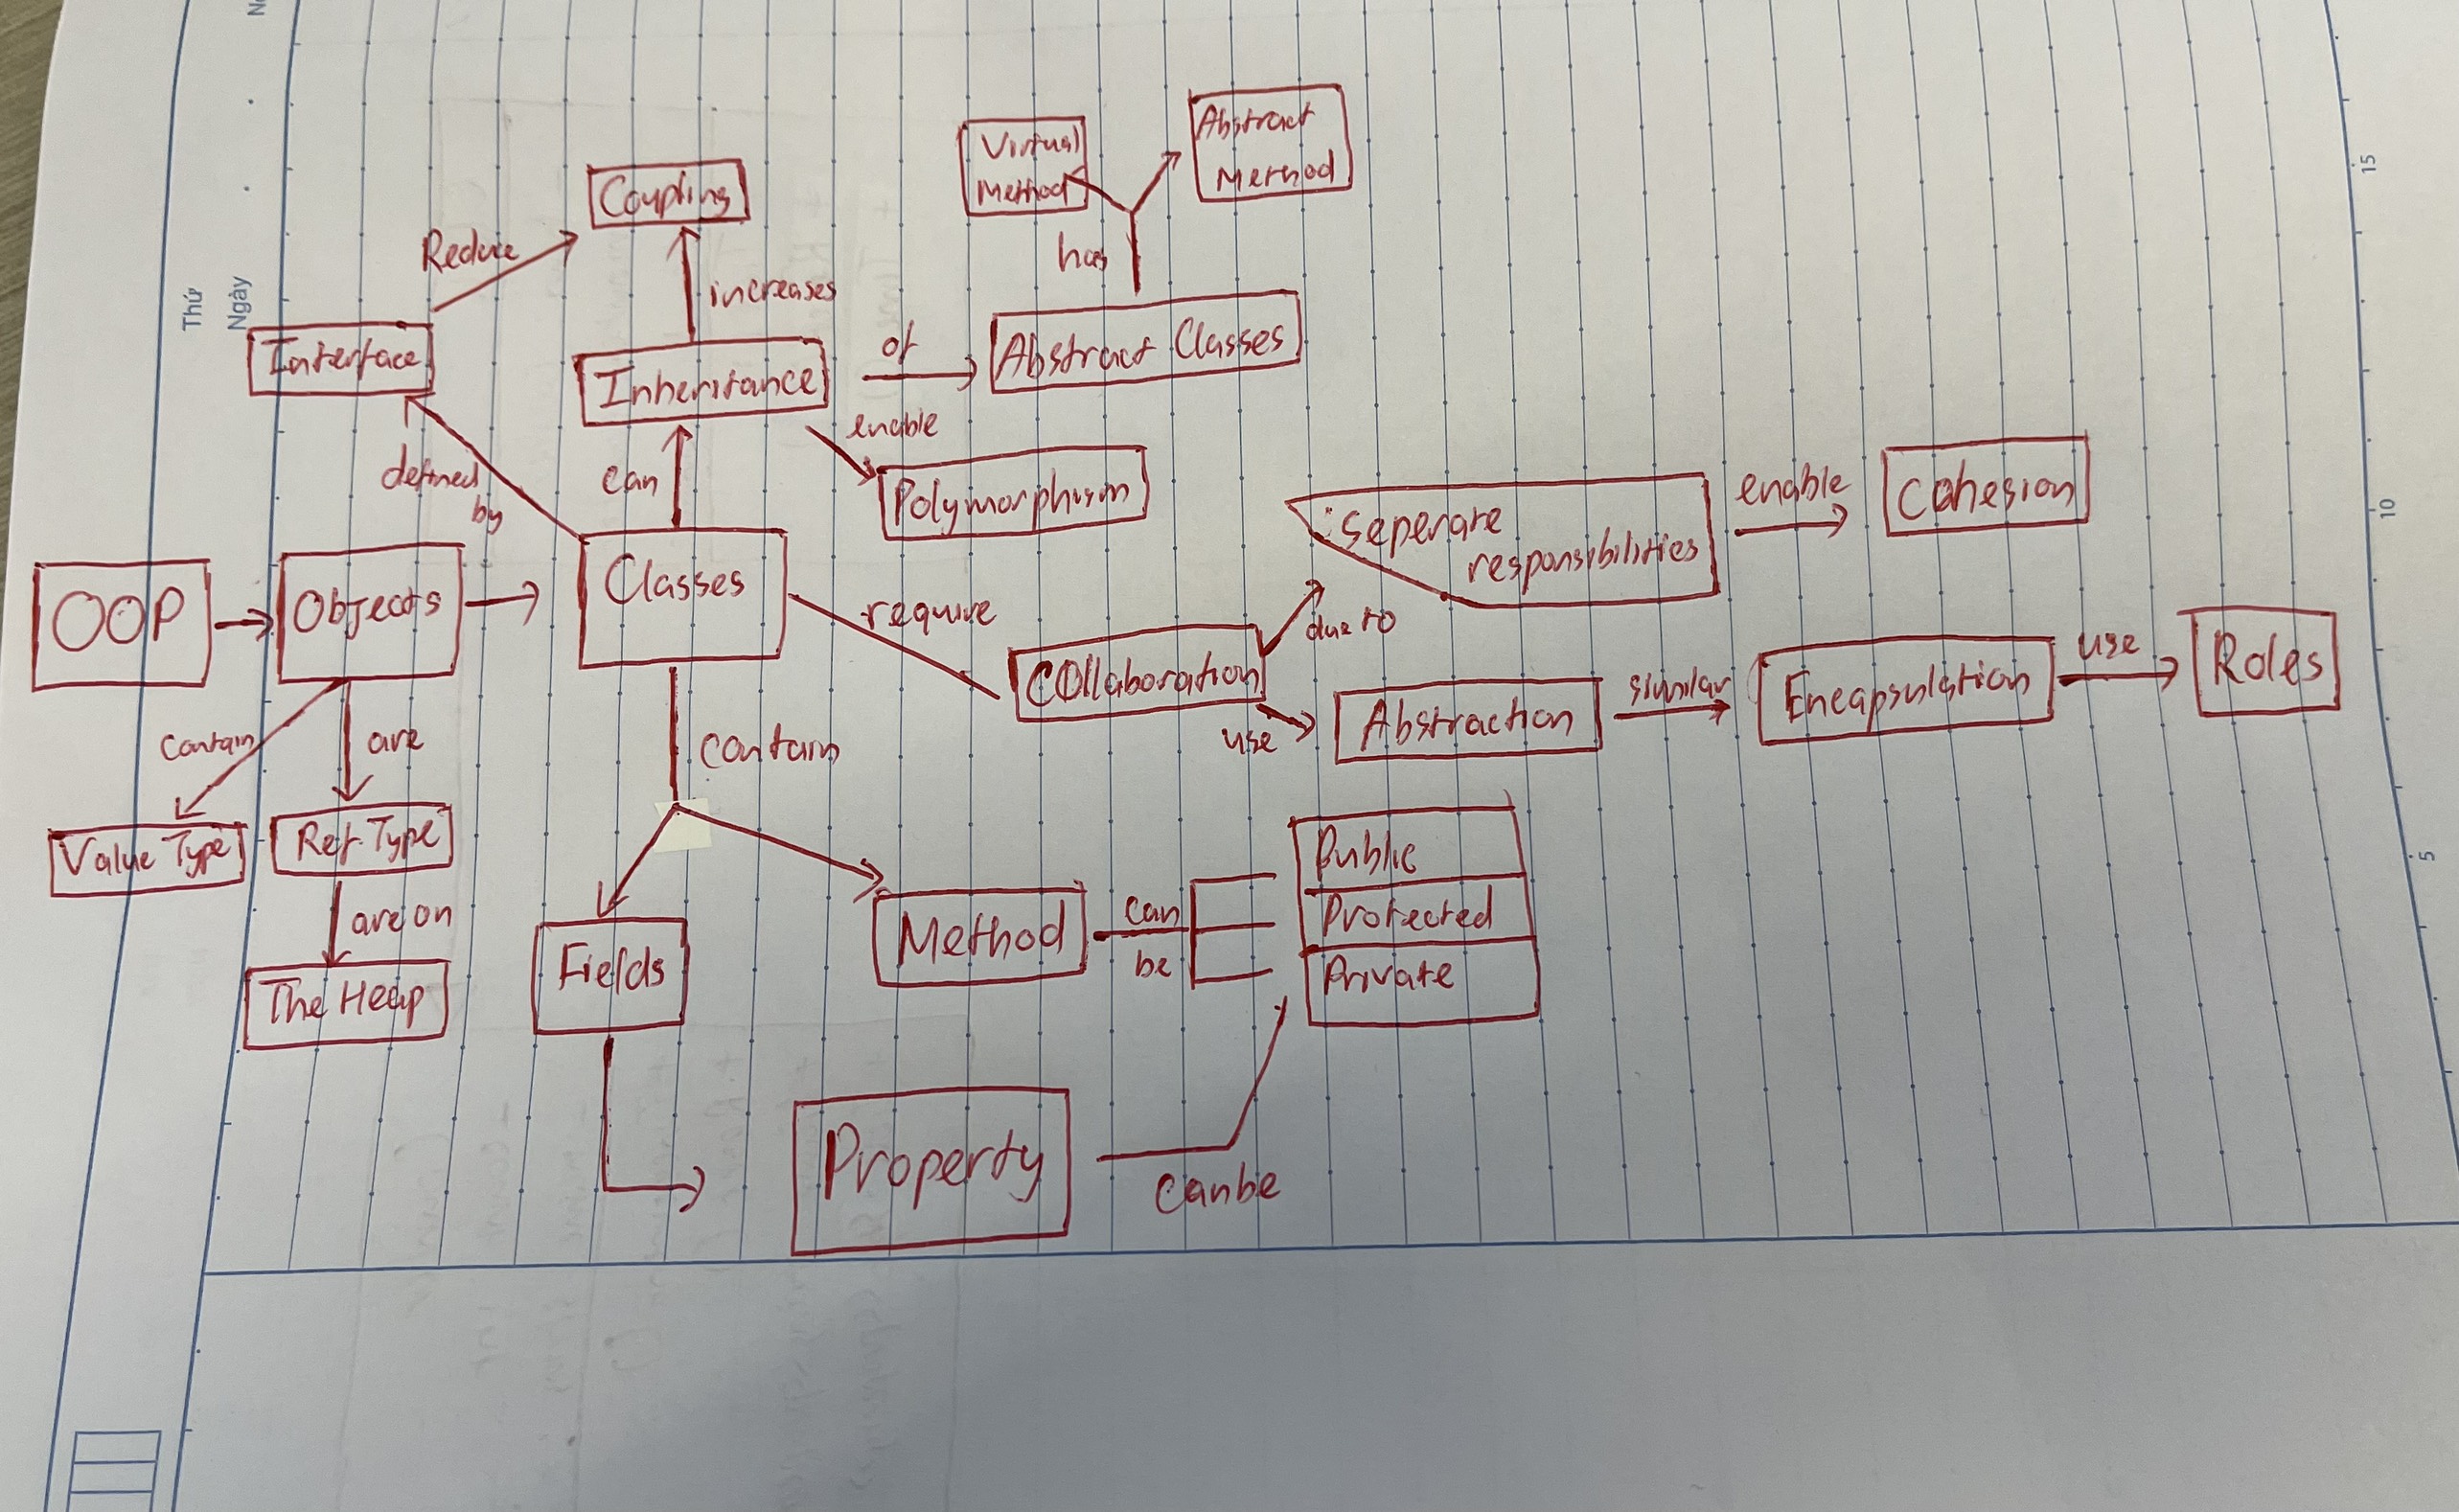 Thứ
Ngày
15
10
5
Virtual
Method
Abstract
Method
Coupling
Reduce
has
increases
Interface
Inheritance
of
Abstract Classes
enable
defined
by
can
Polymorphism
seperate
responsibilities
enable
Cohesion
OOP
Objects
Classes
require
due to
Collaboration
use
Abstraction
similar
Encapsulation
use
Roles
contain
are
contain
Value Type
Ref. Type
are on
The Heap
Fields
Method
can
be
Public
Protected
Private
Property
can be